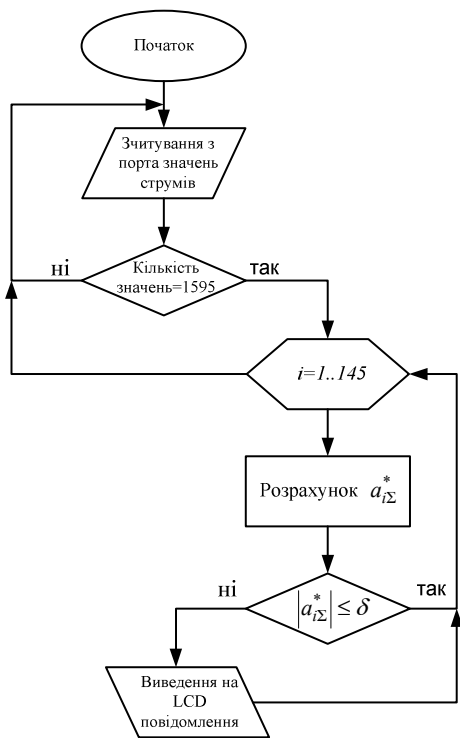 Початок
Зчитування з
порта значень
струмів
ні
Кількість
значень=1595
так
i=1..145
Розрахунок a*iΣ
ні
|a*iΣ| ≤ δ
так
Виведення на
LCD
повідомлення